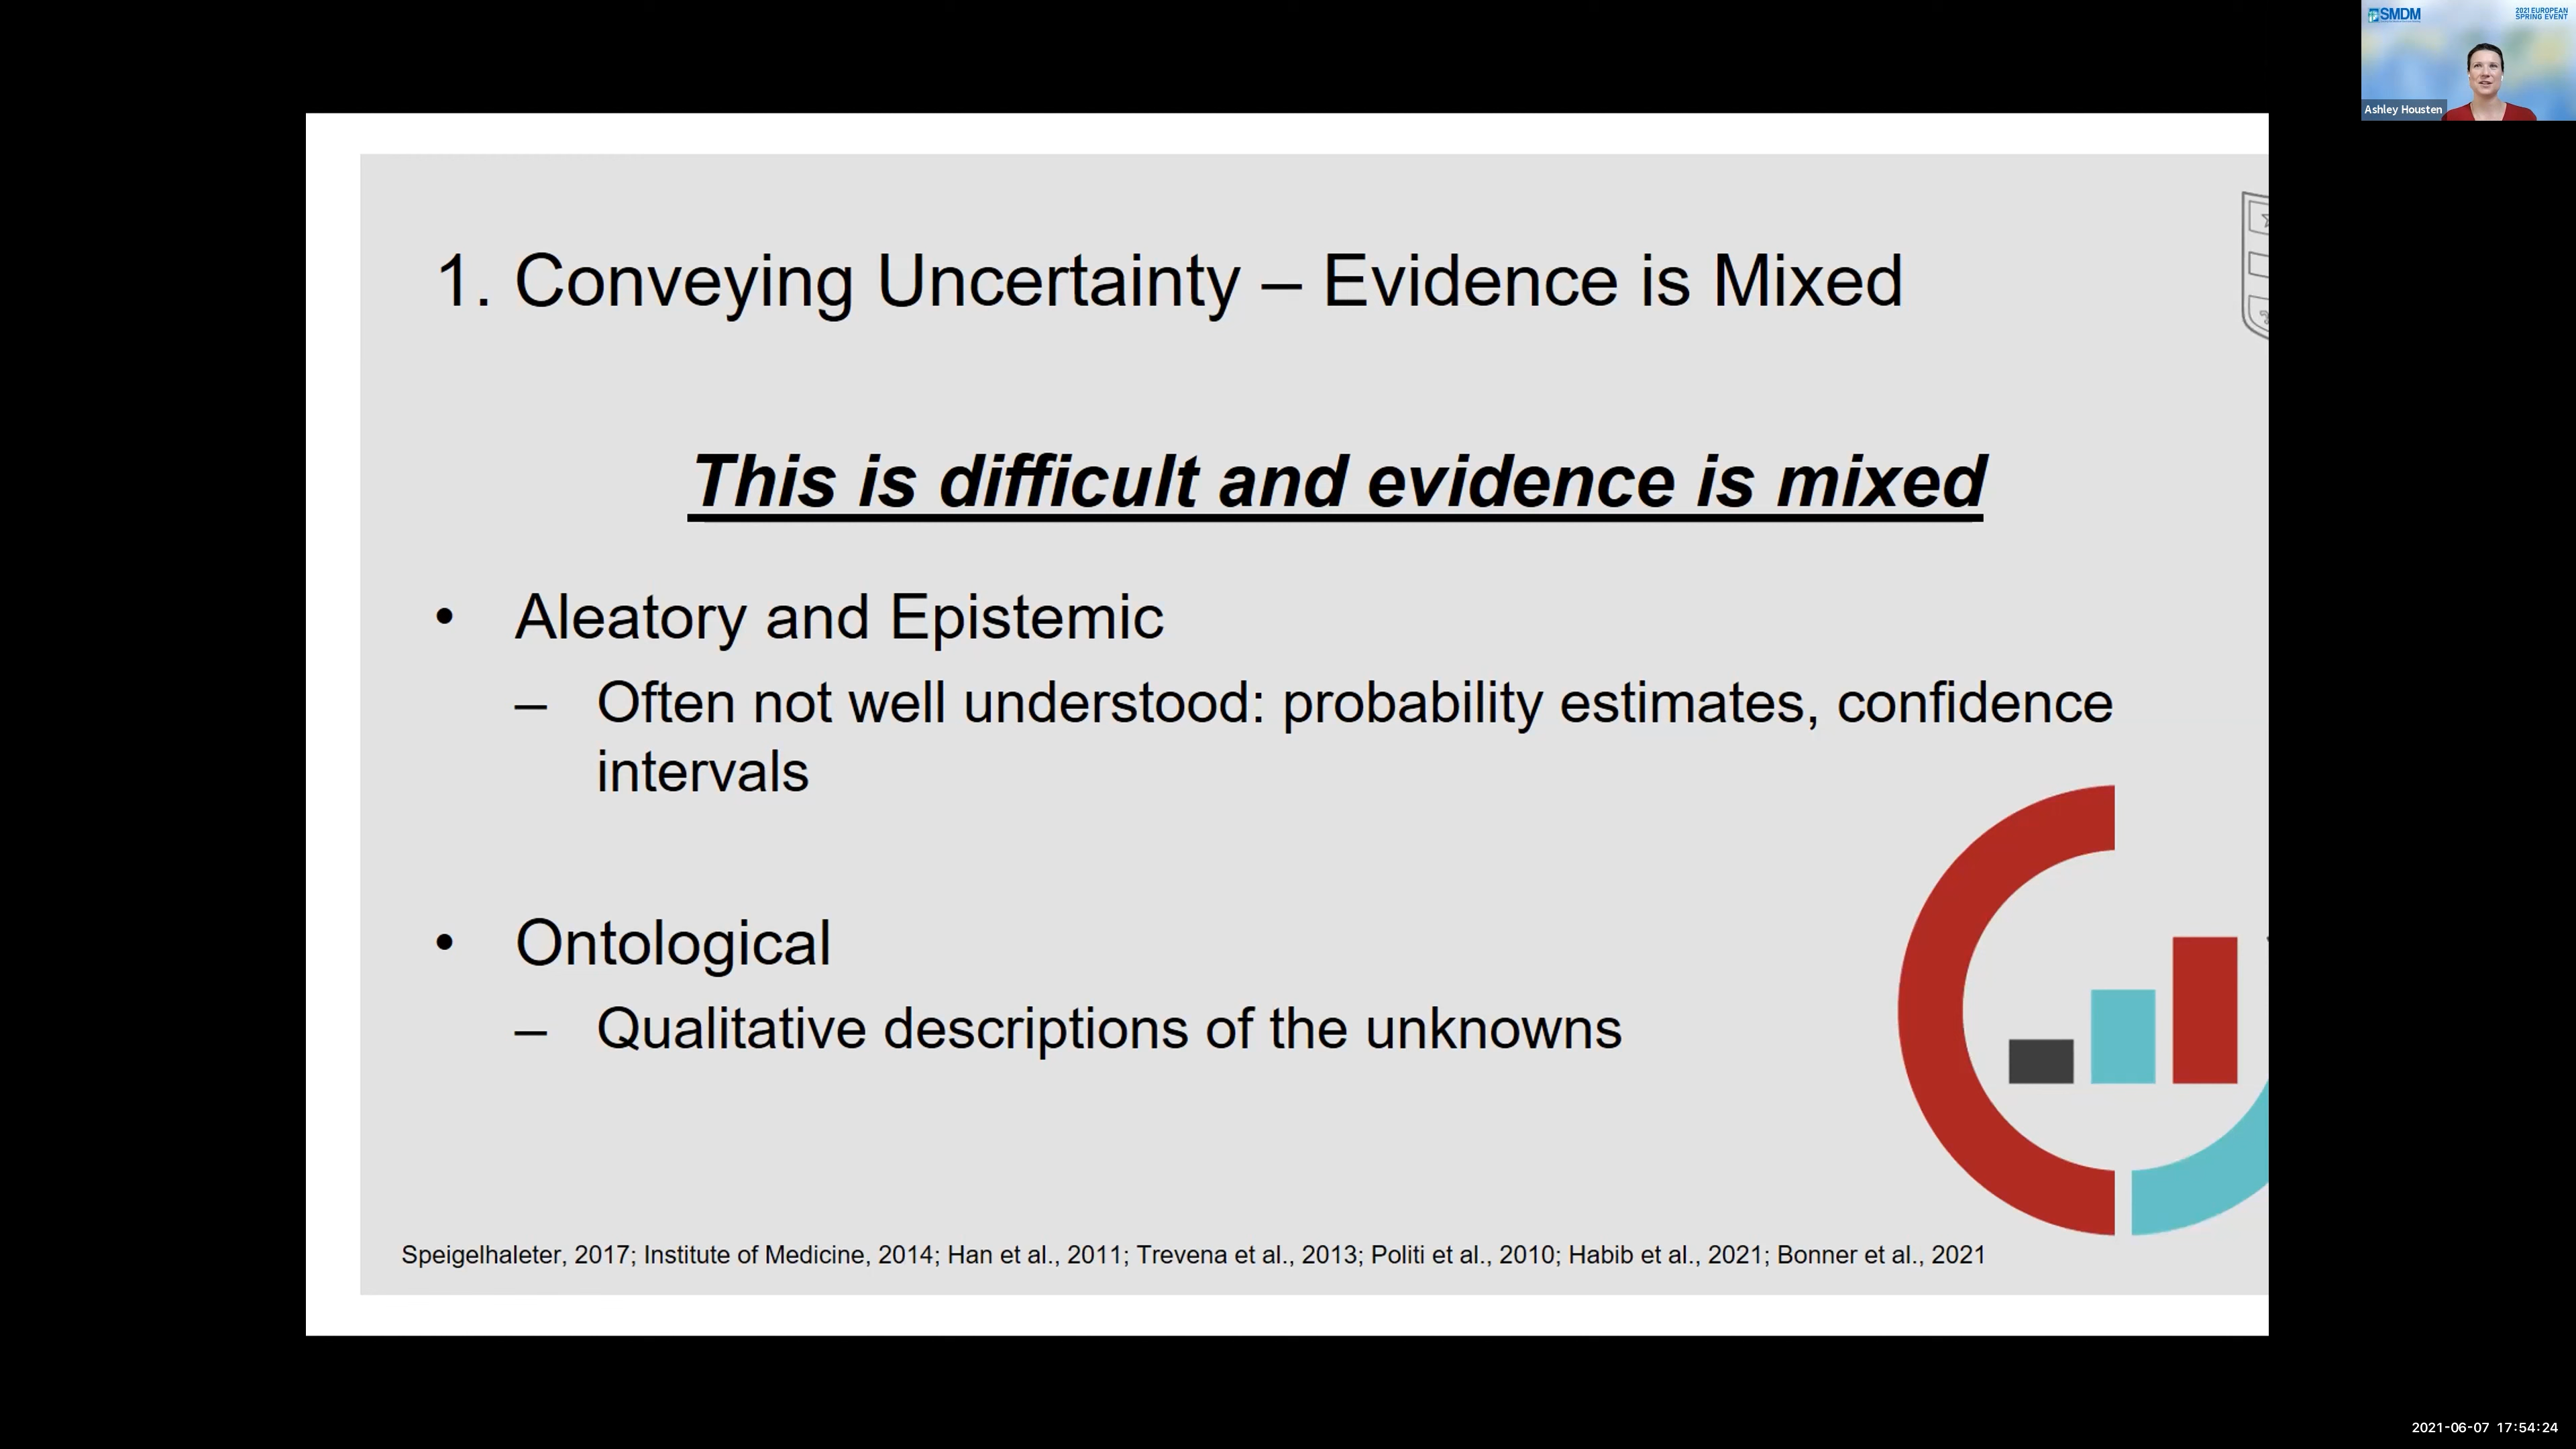 SMDM
2021 EUROPEAN
SPRING EVENT
Ashley Housten
1. Conveying Uncertainty – Evidence is Mixed
This is difficult and evidence is mixed
• Aleatory and Epistemic
– Often not well understood: probability estimates, confidence
intervals
• Ontological
– Qualitative descriptions of the unknowns
Speigelhaleter, 2017; Institute of Medicine, 2014; Han et al., 2011; Trevena et al., 2013; Politi et al., 2010; Habib et al., 2021; Bonner et al., 2021
2021-06-07 17:54:24